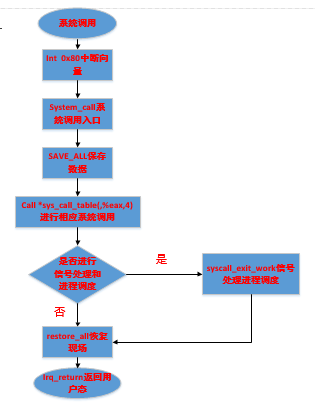 系统调用
Int 0x80中断向
量
System_call系
统调用入口
SAVE_ALL保存
数据
Call *sys_call_table(,%eax,4)
进行相应系统调用
是否进行
信号处理和
进程调度
是
syscall_exit_work信号
处理进程调度
否
restore_all恢复
现场
Irq_return返回用
户态